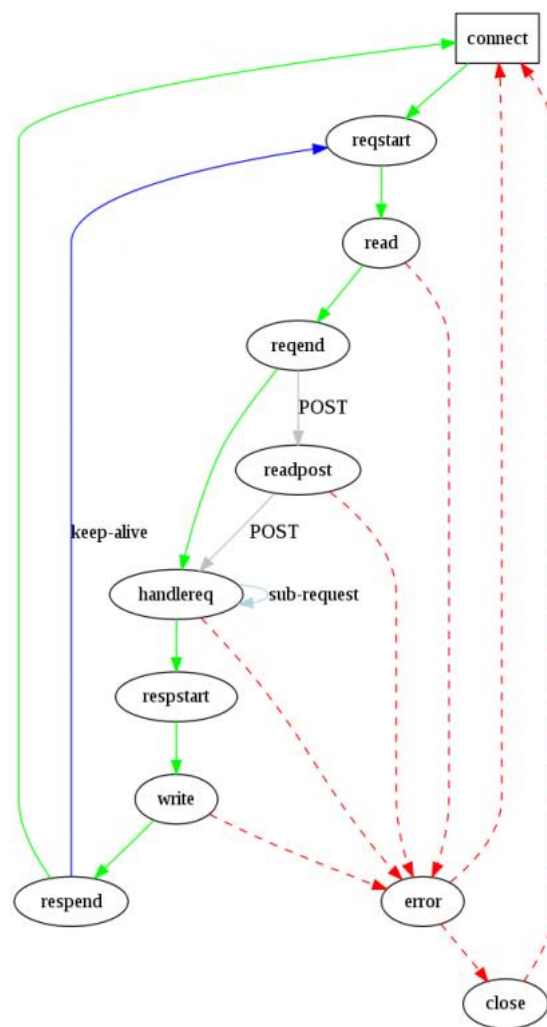 connect
reqstart
read
reqend
POST
readpost
keep-alive
POST
handlereq
sub-request
respstart
write
respend
error
close